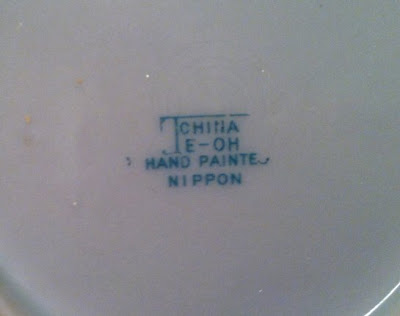 T CHINA
E-OH
HAND PAINTE
NIPPON